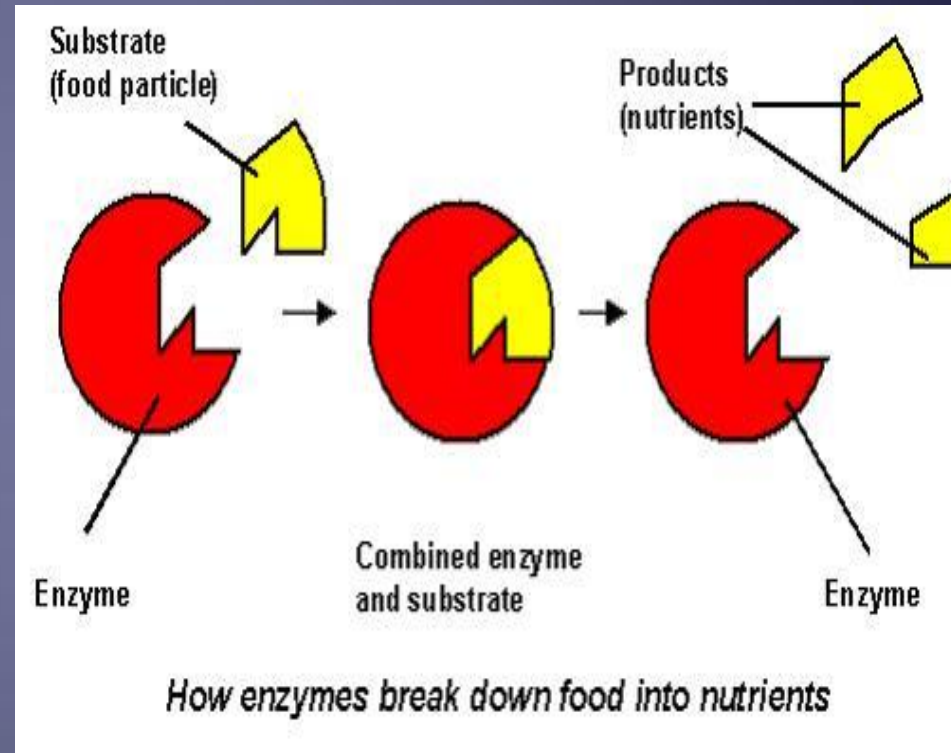 Substrate
(food particle)
Products
(nutrients)
Enzyme
Combined enzyme
and substrate
Enzyme
How enzymes break down food into nutrients